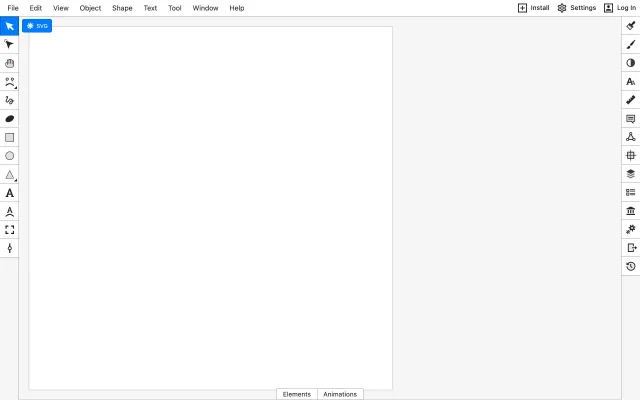 File Edit View Object Shape Text Tool Window Help Install Settings Log In
SVG
Elements Animations